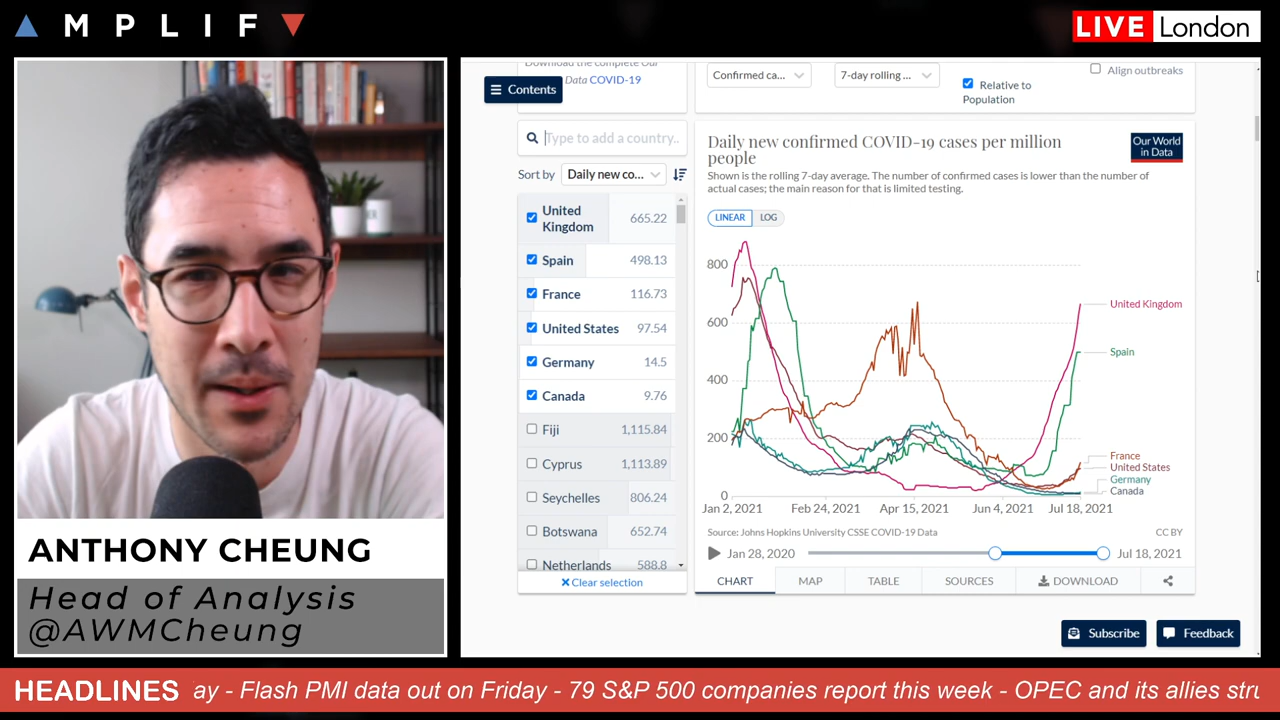 AMPLIFY
LIVE London
Download the complete Our
Data COVID-19
Contents
Confirmed ca...
7-day rolling ...
Relative to
Population
Align outbreaks
Type to add a country..
Sort by
Daily new co...
United
Kingdom
665.22
Spain 498.13
France 116.73
United States 97.54
Germany 14.5
Canada 9.76
Fiji 1,115.84
Cyprus 1,113.89
Seychelles 806.24
Botswana 652.74
Netherlands 588.8
Clear selection
Daily new confirmed COVID-19 cases per million
people
Our World
in Data
Shown is the rolling 7-day average. The number of confirmed cases is lower than the number of
actual cases; the main reason for that is limited testing.
LINEAR LOG
800
600
400
200
0
Jan 2, 2021 Feb 24, 2021 Apr 15, 2021 Jun 4, 2021 Jul 18, 2021
United Kingdom
Spain
France
United States
Germany
Canada
Source: Johns Hopkins University CSSE COVID-19 Data
CC BY
Jan 28, 2020
Jul 18, 2021
CHART MAP TABLE SOURCES DOWNLOAD
Subscribe
Feedback
ANTHONY CHEUNG
Head of Analysis
@AWMCheung
HEADLINES ay - Flash PMI data out on Friday - 79 S&P 500 companies report this week - OPEC and its allies stru